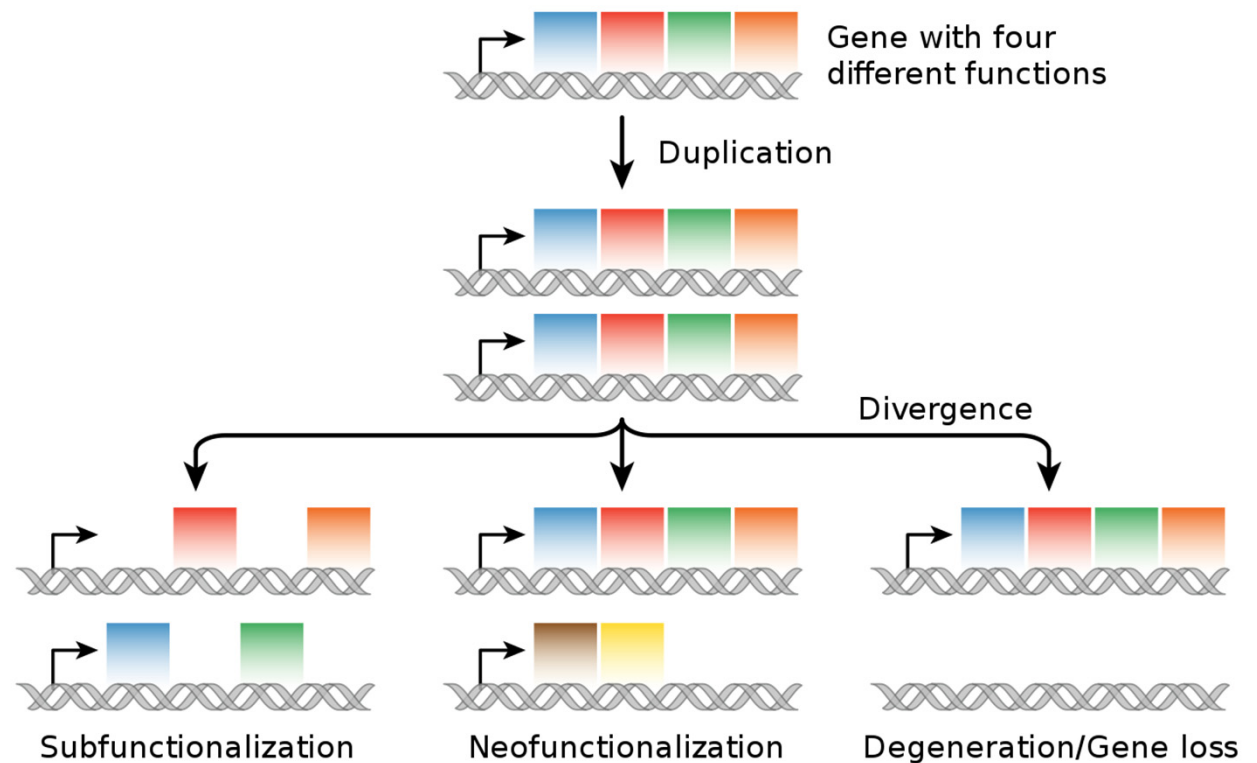 Gene with four
different functions
Duplication
Divergence
Subfunctionalization
Neofunctionalization
Degeneration/Gene loss